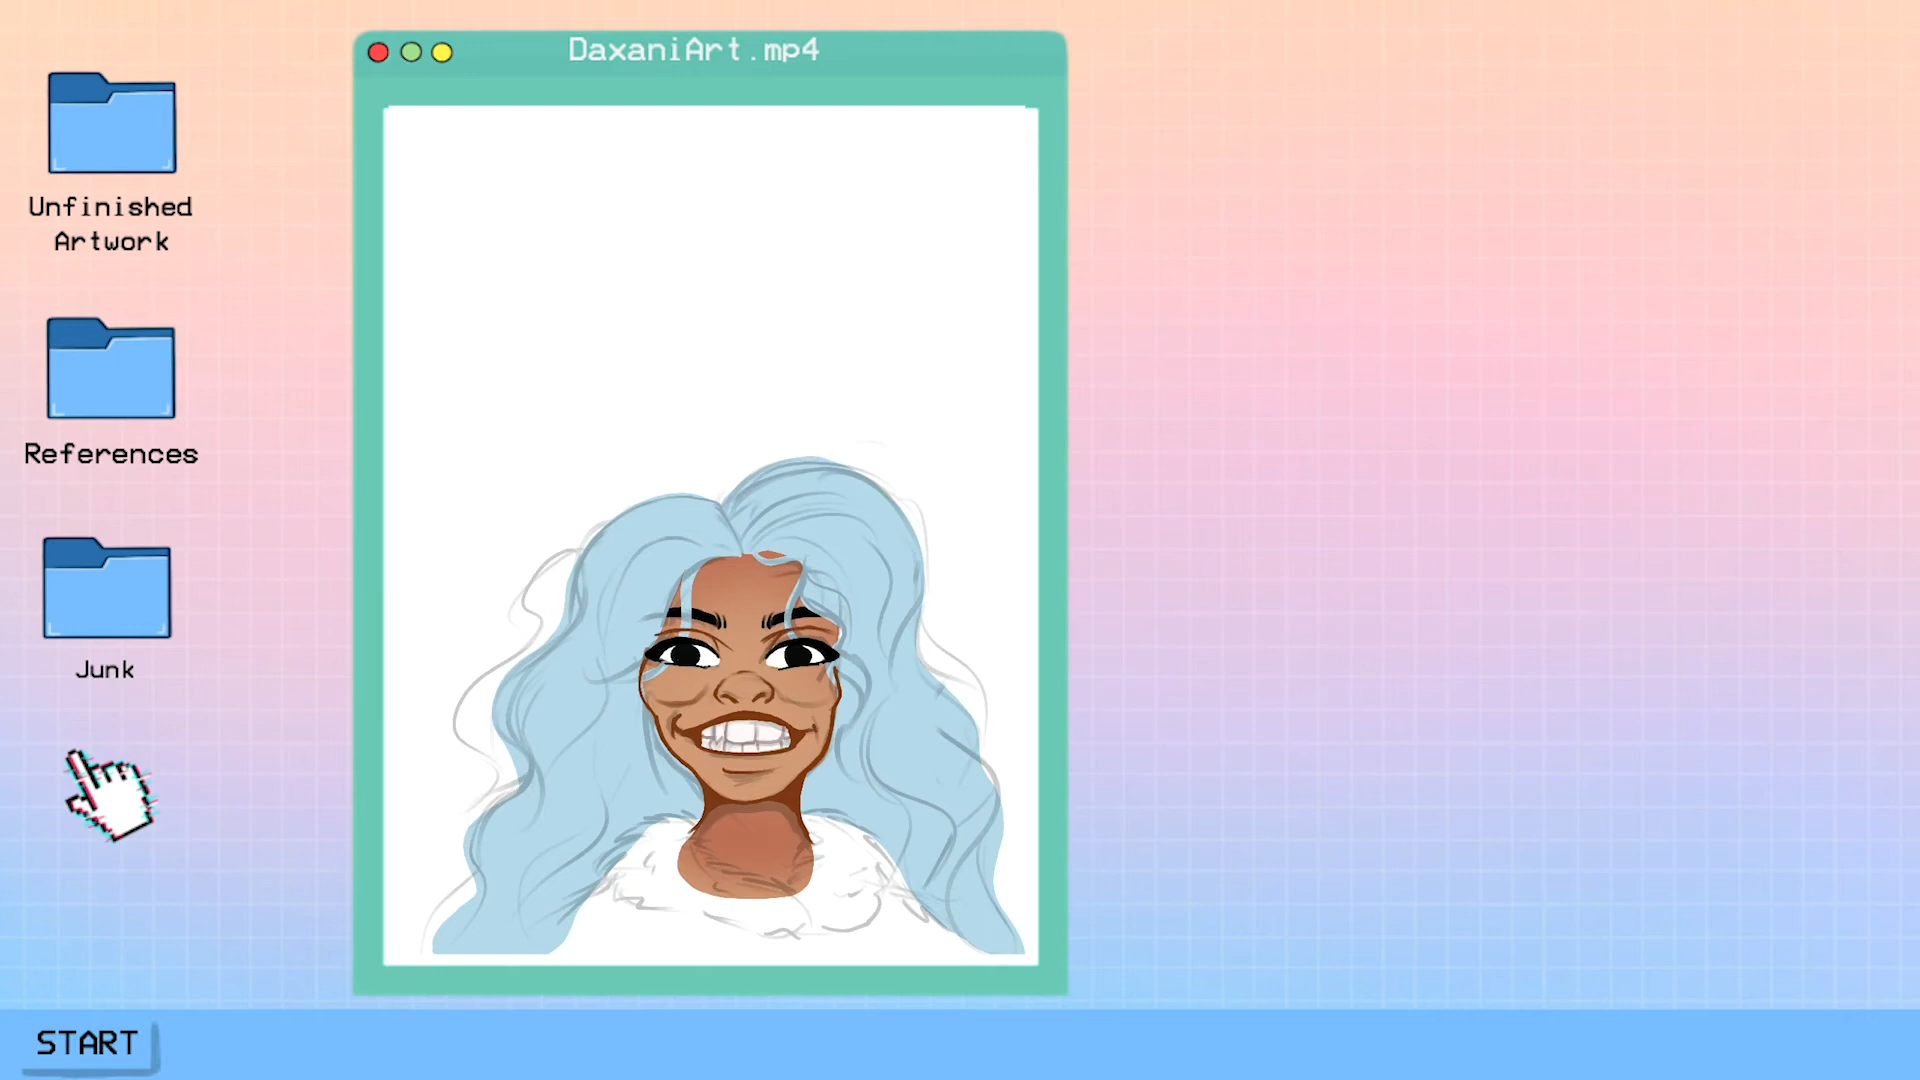 DaxaniArt.mp4
Unfinished
Artwork
References
Junk
START